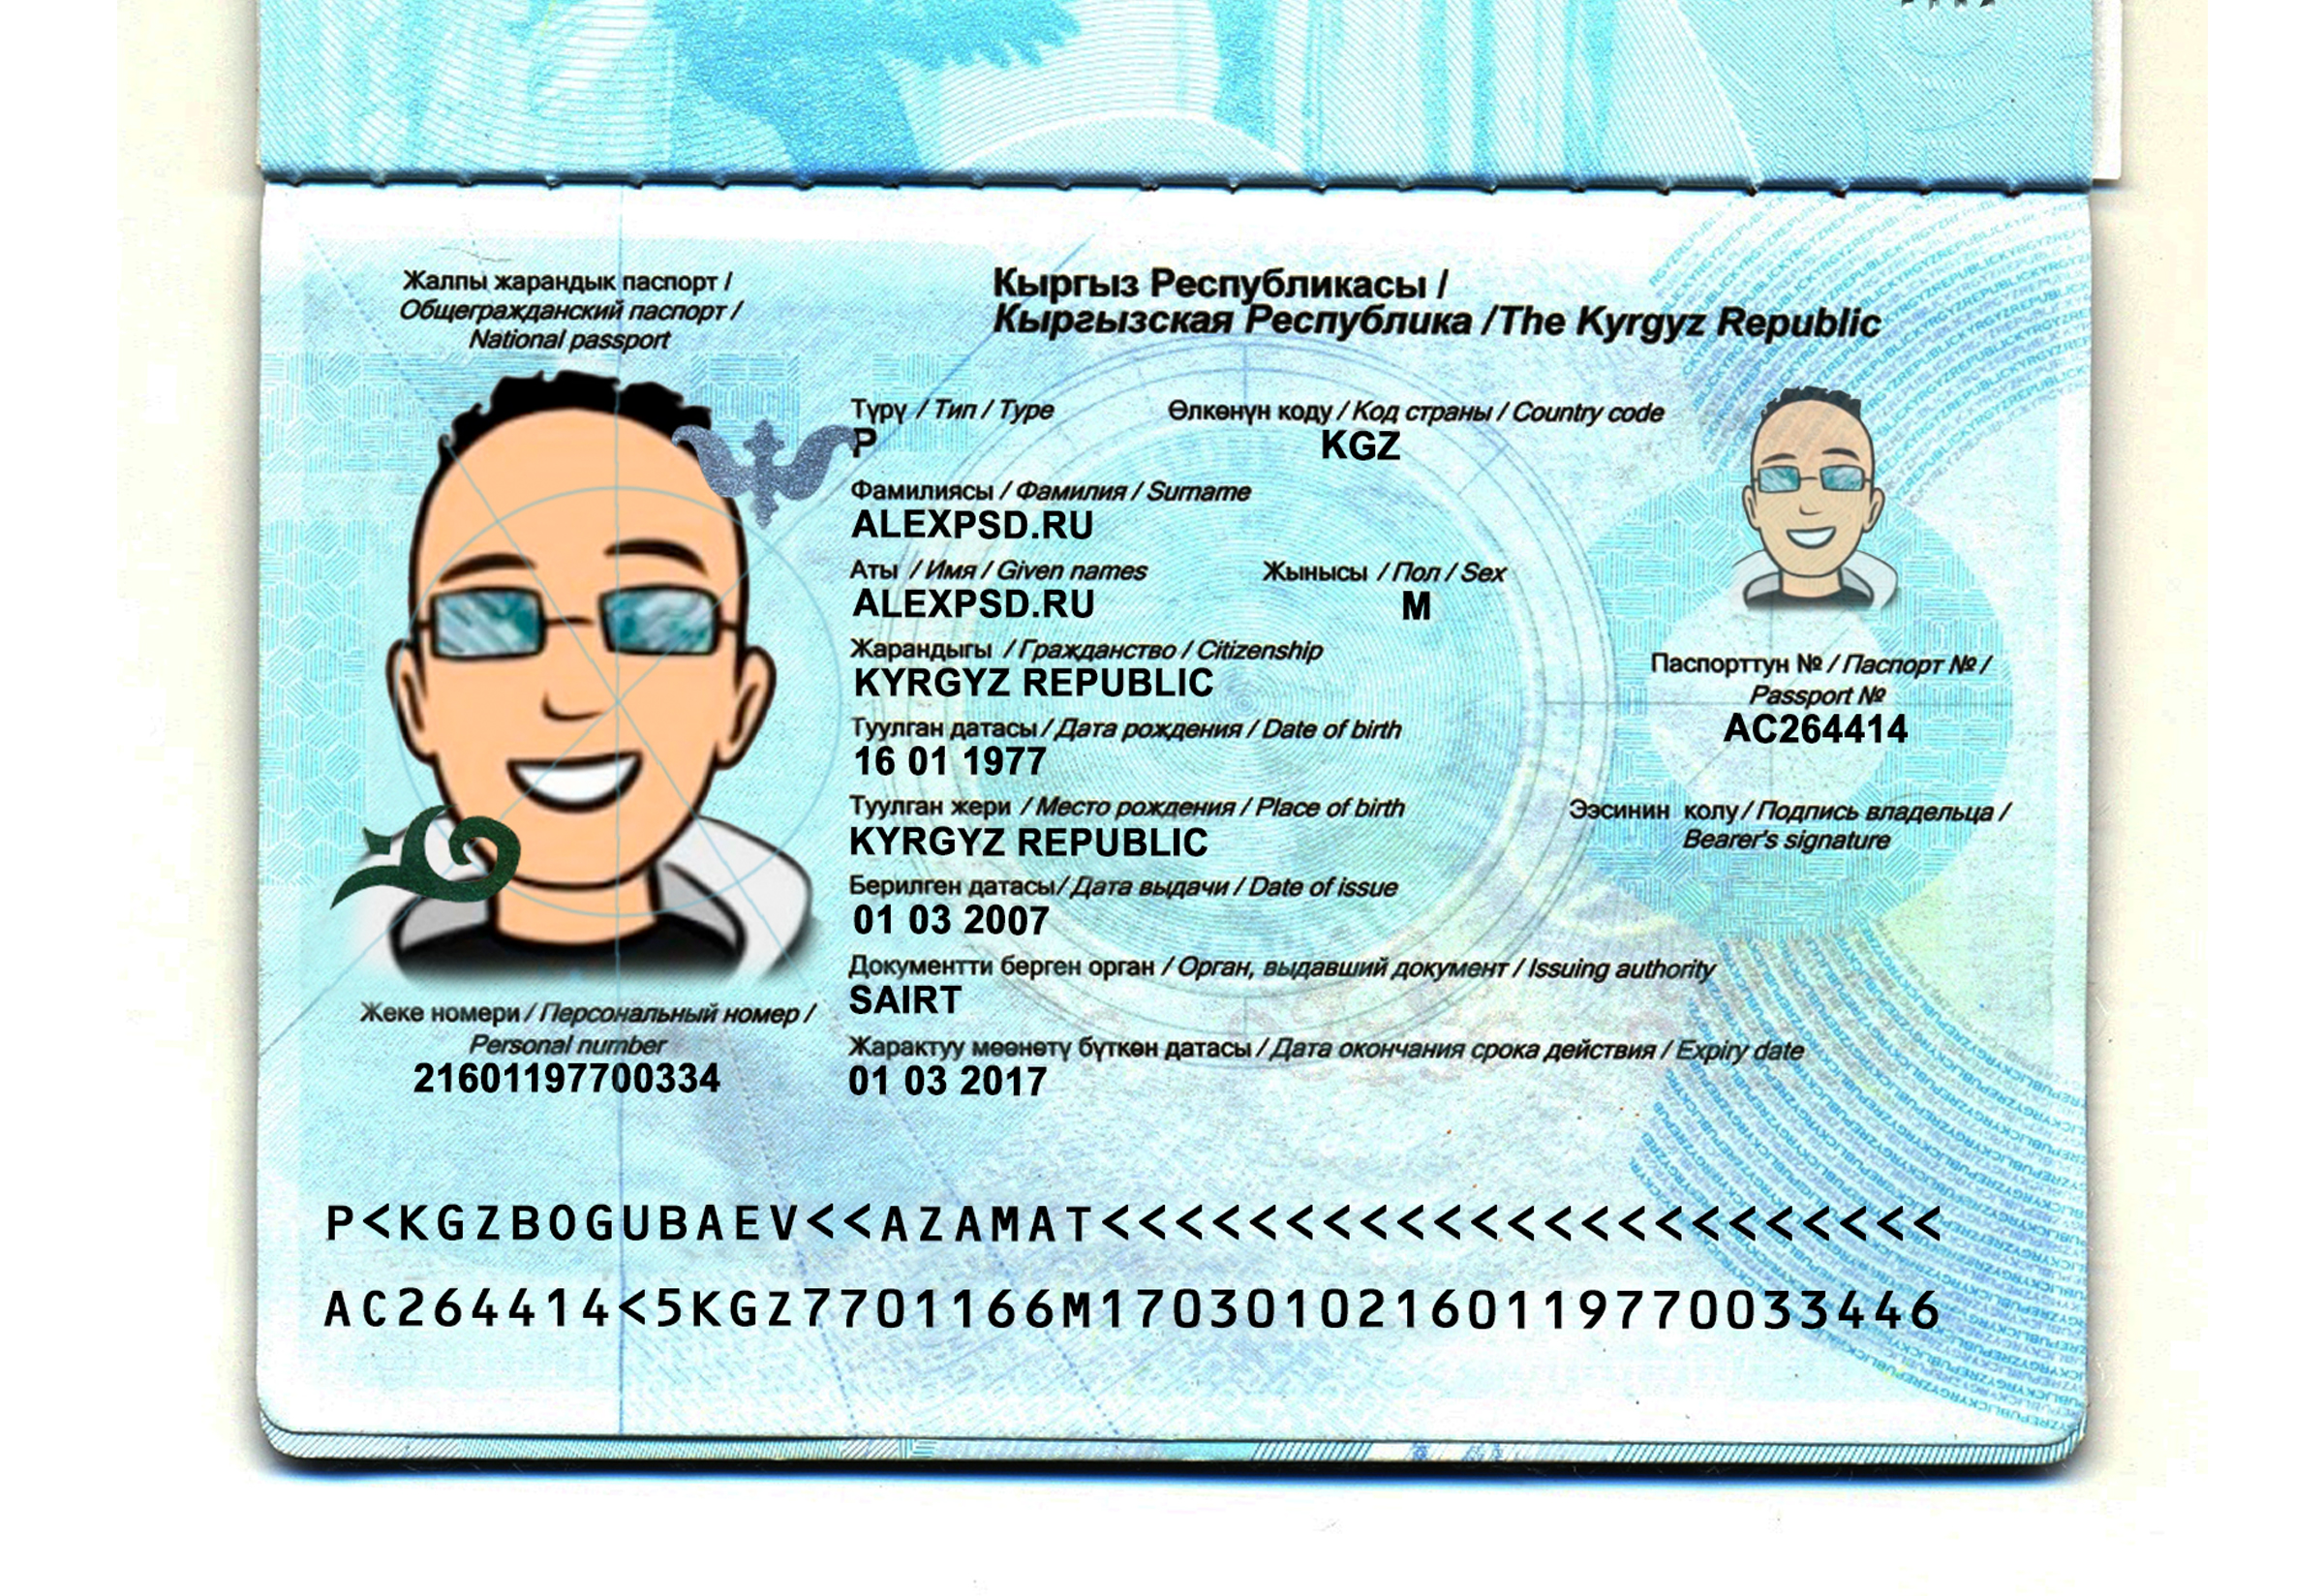 Жалпы жарандык паспорт /
Общегражданский паспорт /
National passport
Кыргыз Республикасы /
Кыргызская Республика /The Kyrgyz Republic
Түрү / Тип / Type
Өлкөнүн коду / Код страны / Country code
P
KGZ
Фамилиясы / Фамилия / Surname
ALEXPSD.RU
Аты / Имя / Given names
Жынысы / Пол / Sex
ALEXPSD.RU
M
Жарандыгы / Гражданство / Citizenship
KYRGYZ REPUBLIC
Паспорттун № / Паспорт № /
Passport №
AC264414
Туулган датасы / Дата рождения / Date of birth
16 01 1977
Туулган жери / Место рождения / Place of birth
KYRGYZ REPUBLIC
Ээсинин колу / Подпись владельца /
Bearer's signature
Берилген датасы/ Дата выдачи / Date of issue
01 03 2007
Документти берген орган / Орган, выдавший документ / Issuing authority
SAIRT
Жеке номери / Персональный номер /
Personal number
21601197700334
Жарактуу мөөнөтү бүткөн датасы / Дата окончания срока действия / Expiry date
01 03 2017
P<KGZBOGUBAEV<<AZAMAT<<<<<<<<<<<<<<<<<<<<<<<
AC264414<5KGZ7701166M17030102160119770033446